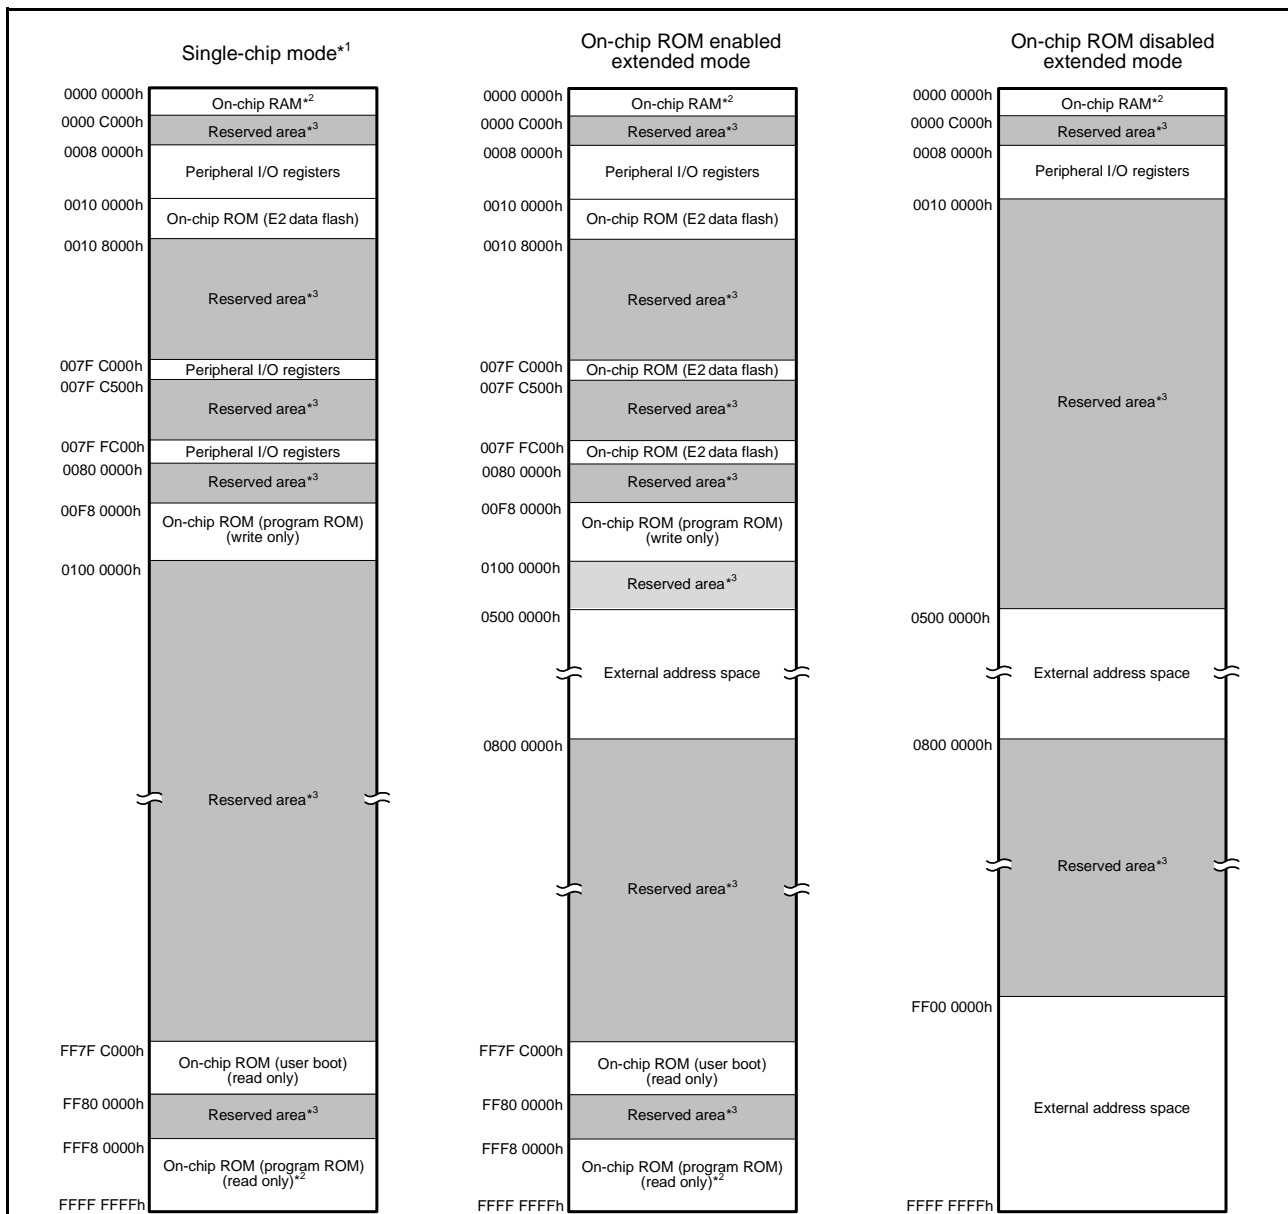 Single-chip mode*1
0000 0000h
On-chip RAM*2
0000 C000h
Reserved area*3
0008 0000h
Peripheral I/O registers
0010 0000h
On-chip ROM (E2 data flash)
0010 8000h
Reserved area*3
007F C000h
Peripheral I/O registers
007F C500h
Reserved area*3
007F FC00h
Peripheral I/O registers
0080 0000h
Reserved area*3
00F8 0000h
On-chip ROM (program ROM)
(write only)
0100 0000h
Reserved area*3
FF7F C000h
On-chip ROM (user boot)
(read only)
FF80 0000h
Reserved area*3
FFF8 0000h
On-chip ROM (program ROM)
(read only)*2
FFFF FFFFh
On-chip ROM enabled
extended mode
0000 0000h
On-chip RAM*2
0000 C000h
Reserved area*3
0008 0000h
Peripheral I/O registers
0010 0000h
On-chip ROM (E2 data flash)
0010 8000h
Reserved area*3
007F C000h
On-chip ROM (E2 data flash)
007F C500h
Reserved area*3
007F FC00h
On-chip ROM (E2 data flash)
0080 0000h
Reserved area*3
00F8 0000h
On-chip ROM (program ROM)
(write only)
0100 0000h
Reserved area*3
0500 0000h
External address space
0800 0000h
Reserved area*3
FF7F C000h
On-chip ROM (user boot)
(read only)
FF80 0000h
Reserved area*3
FFF8 0000h
On-chip ROM (program ROM)
(read only)*2
FFFF FFFFh
On-chip ROM disabled
extended mode
0000 0000h
On-chip RAM*2
0000 C000h
Reserved area*3
0008 0000h
Peripheral I/O registers
0010 0000h
Reserved area*3
0500 0000h
External address space
0800 0000h
Reserved area*3
FF00 0000h
External address space
FFFF FFFFh